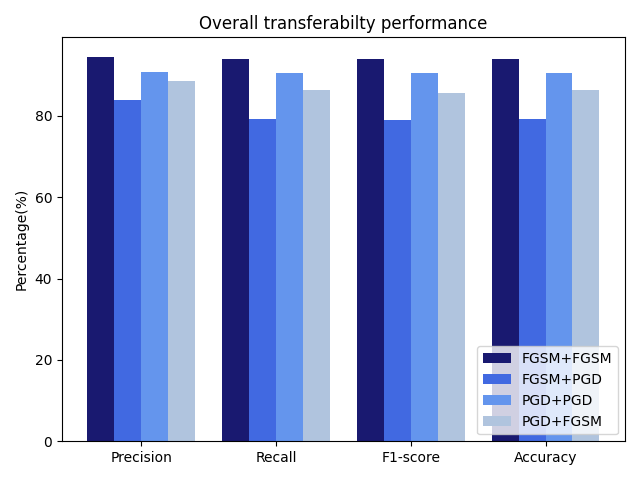 Overall transferabilty performance
Percentage(%)
80
60
40
20
0
Precision
Recall
F1-score
Accuracy
FGSM+FGSM
FGSM+PGD
PGD+PGD
PGD+FGSM